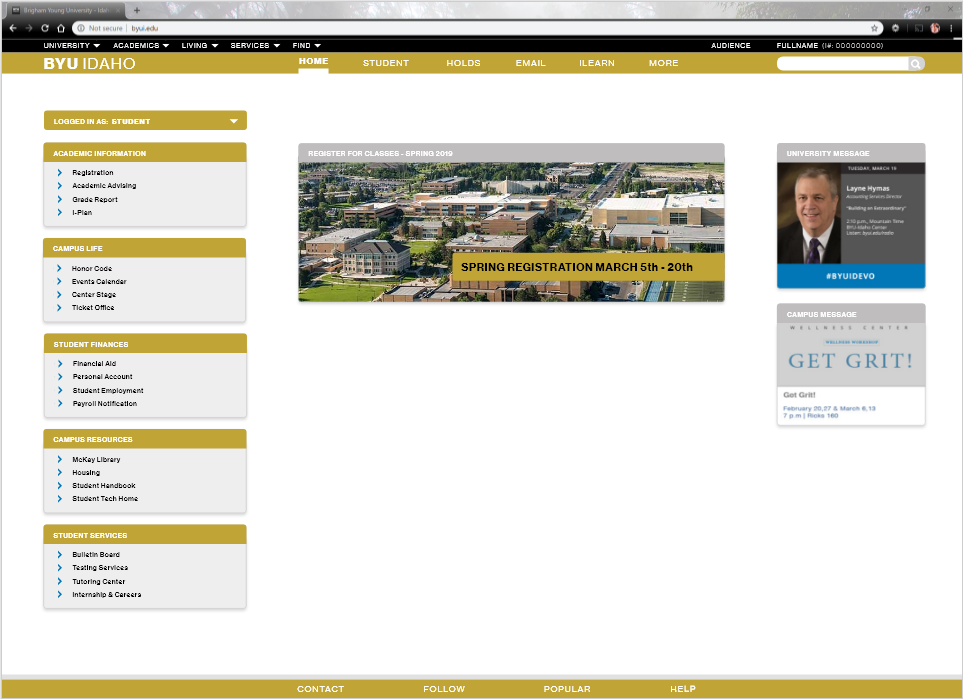 Brigham Young University - Idah
Not secure | byui.edu
UNIVERSITY ACADEMICS LIVING SERVICES FIND AUDIENCE FULLNAME (I#: 000000000)
BYU IDAHO HOME STUDENT HOLDS EMAIL ILEARN MORE
LOGGED IN AS: STUDENT
ACADEMIC INFORMATION
Registration
Academic Advising
Grade Report
I-Plan
CAMPUS LIFE
Honor Code
Events Calendar
Center Stage
Ticket Office
STUDENT FINANCES
Financial Aid
Personal Account
Student Employment
Payroll Notification
CAMPUS RESOURCES
McKay Library
Housing
Student Handbook
Student Tech Home
STUDENT SERVICES
Bulletin Board
Testing Services
Tutoring Center
Internship & Careers
REGISTER FOR CLASSES - SPRING 2019
SPRING REGISTRATION MARCH 5th - 20th
UNIVERSITY MESSAGE
TUESDAY, MARCH 19
Layne Hymas
Accounting Services Director
"Building an Extraordinary"
2:10 p.m., Mountain Time
BYU-Idaho Center
Listen: byui.edu/radio
#BYUIDEVO
CAMPUS MESSAGE
WELLNESS CENTER
WELLNESS WORKSHOP
GET GRIT!
Got Grit!
February 20,27 & March 6,13
7 p.m | Ricks 160
CONTACT FOLLOW POPULAR HELP